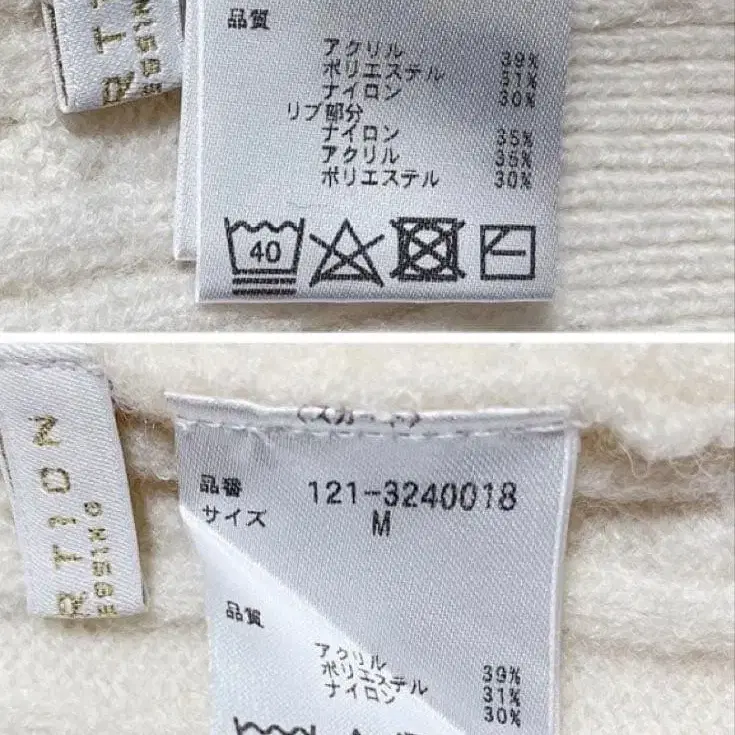 品質
アクリル 39%
ポリエステル 31%
ナイロン 30%
リブ部分
ナイロン 35%
アクリル 35%
ポリエステル 30%
40
RTION
品番 121-3240018
サイズ M
品質
アクリル 39%
ポリエステル 31%
ナイロン 30%